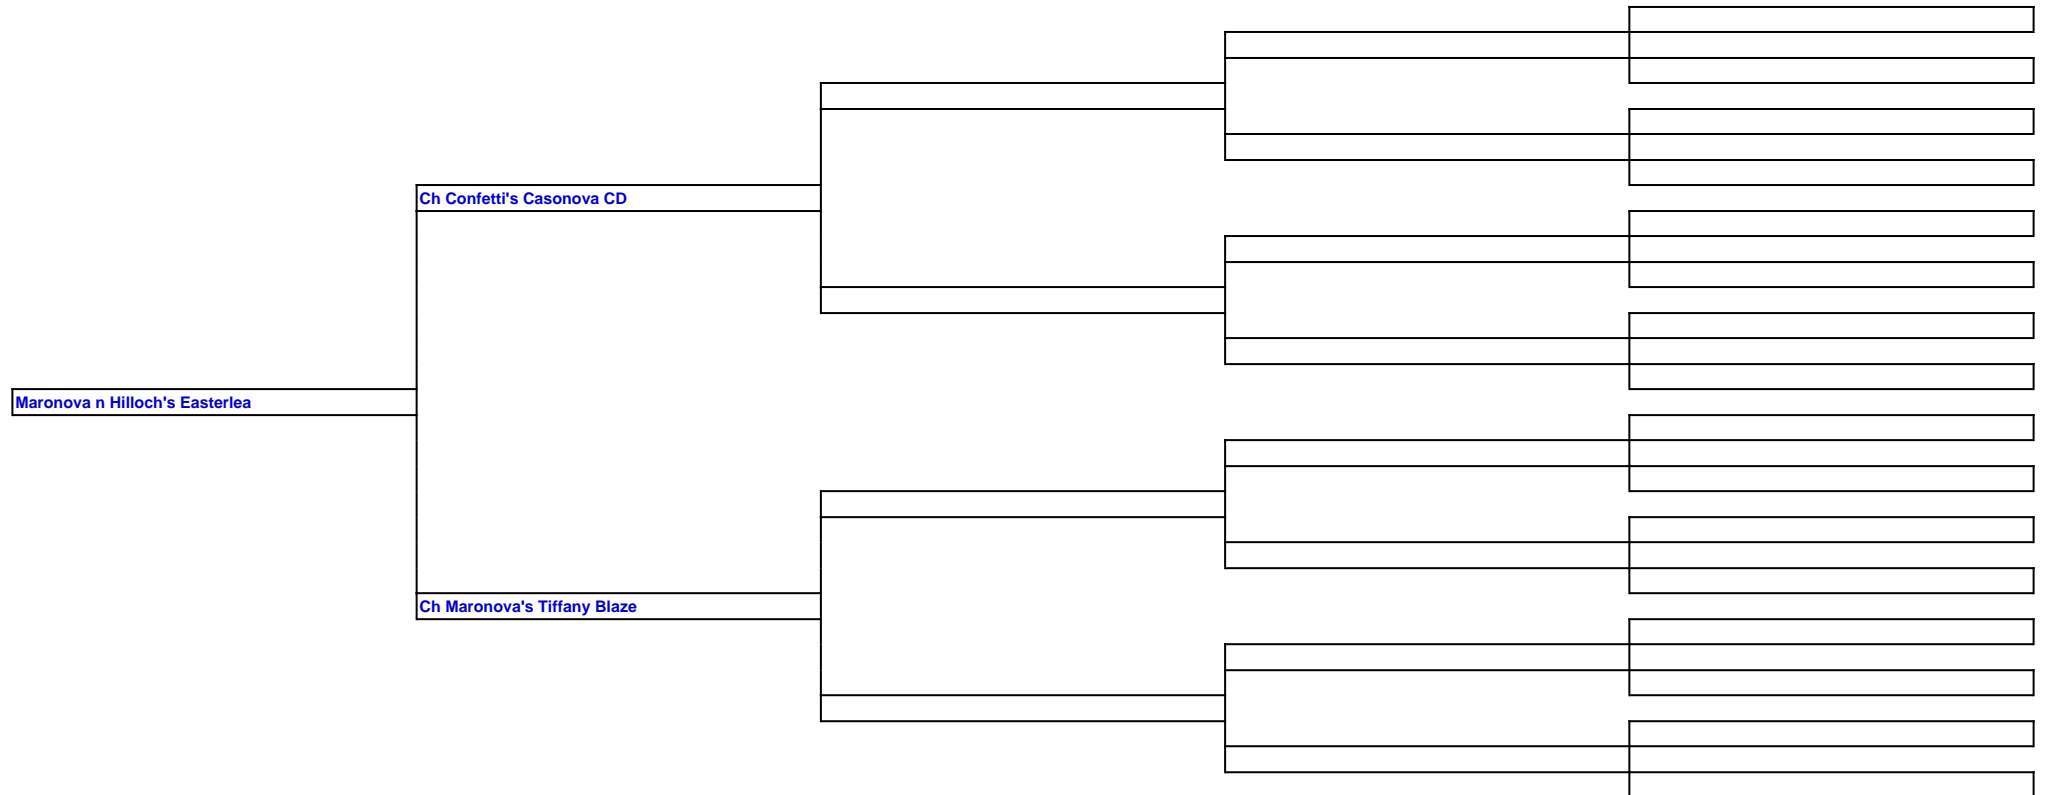 Ch Confetti's Casonova CD
Maronova n Hilloch's Easterlea
Ch Maronova's Tiffany Blaze